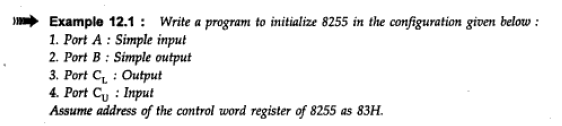 Example 12.1 : Write a program to initialize 8255 in the configuration given below :
1. Port A : Simple input
2. Port B : Simple output
3. Port CL : Output
4. Port CU : Input
Assume address of the control word register of 8255 as 83H.